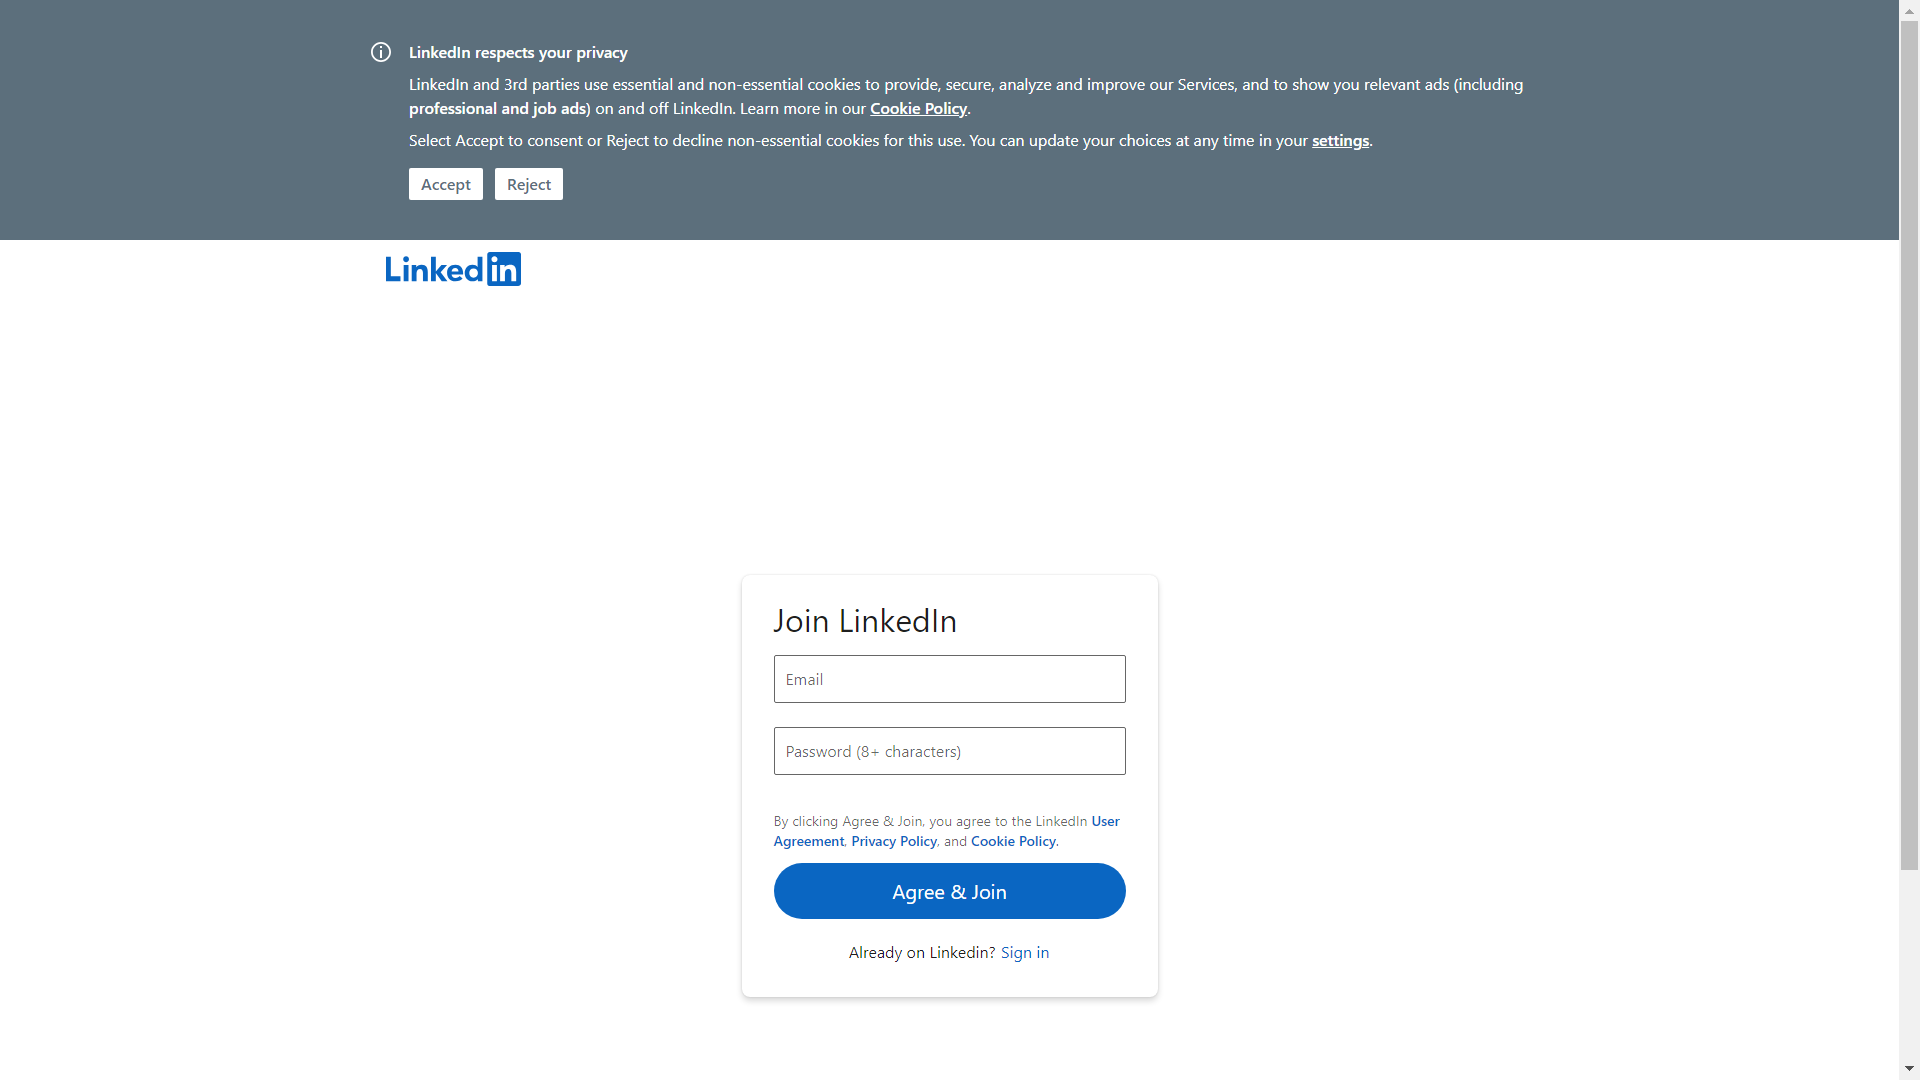 LinkedIn respects your privacy
LinkedIn and 3rd parties use essential and non-essential cookies to provide, secure, analyze and improve our Services, and to show you relevant ads (including
professional and job ads) on and off LinkedIn. Learn more in our Cookie Policy.
Select Accept to consent or Reject to decline non-essential cookies for this use. You can update your choices at any time in your settings.
Accept Reject
Linkedin
Join LinkedIn
Email
Password (8+ characters)
By clicking Agree & Join, you agree to the LinkedIn User
Agreement, Privacy Policy, and Cookie Policy.
Agree & Join
Already on Linkedin? Sign in